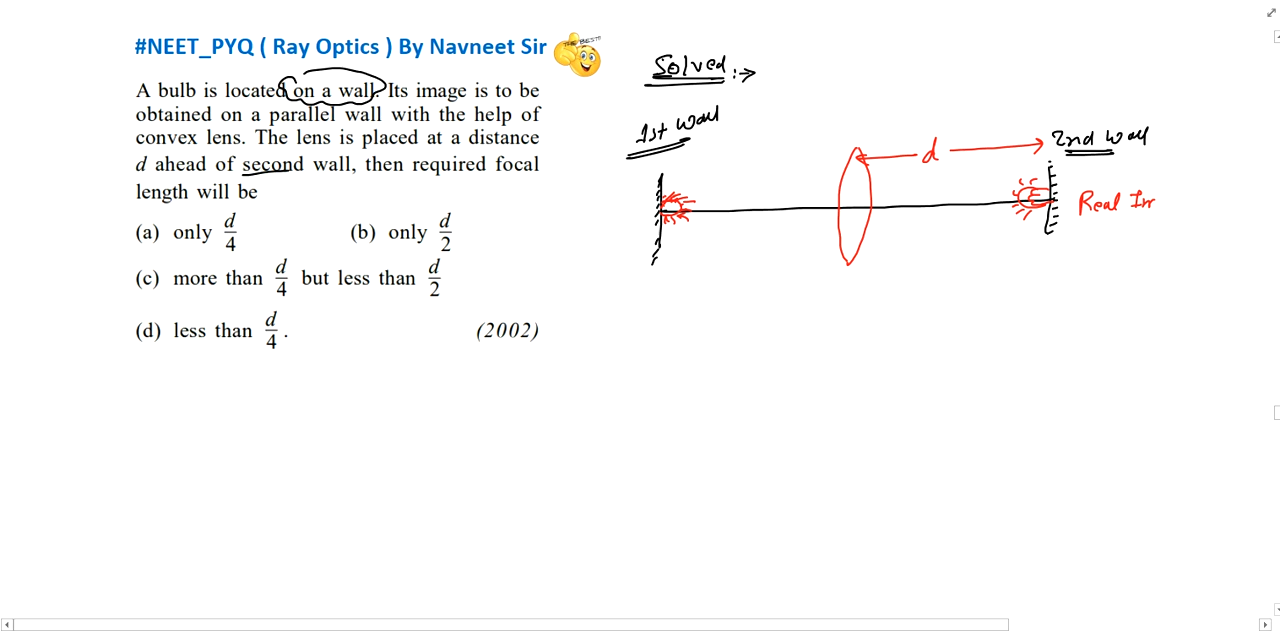 #NEET_PYQ ( Ray Optics ) By Navneet Sir
THE BEST!!
A bulb is located on a wall. Its image is to be
obtained on a parallel wall with the help of
convex lens. The lens is placed at a distance
d ahead of second wall, then required focal
length will be
(a) only d/4 (b) only d/2
(c) more than d/4 but less than d/2
(d) less than d/4. (2002)
Solved :→
1st wall
2nd wall
d
Real Im